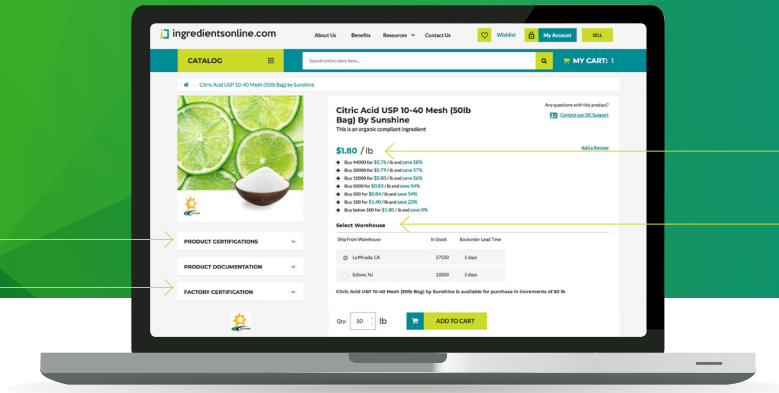 ingredientsonline.com
About Us Benefits Resources Contact Us Wishlist My Account SELL
CATALOG
Search entire store here...
MY CART: 1
Citric Acid USP 10-40 Mesh (50lb Bag) by Sunshine
Citric Acid USP 10-40 Mesh (50lb
Bag) By Sunshine
This is an organic compliant ingredient
Any questions with this product?
Contact our OC Support
$1.80 / lb
Add a Review
Buy 44000 for $0.76 / lb and save 58%
Buy 20000 for $0.79 / lb and save 57%
Buy 10000 for $0.80 / lb and save 56%
Buy 5000 for $0.83 / lb and save 54%
Buy 500 for $0.84 / lb and save 54%
Buy 100 for $1.40 / lb and save 23%
Buy below 100 for $1.80 / lb and save 0%
Select Warehouse
Ship From Warehouse In Stock Backorder Lead Time
La Mirada, CA 37550 5 days
Edison, NJ 10000 5 days
Citric Acid USP 10-40 Mesh (50lb Bag) by Sunshine is available for purchase in increments of 50 lb
Qty: 50 lb ADD TO CART
PRODUCT CERTIFICATIONS
PRODUCT DOCUMENTATION
FACTORY CERTIFICATION